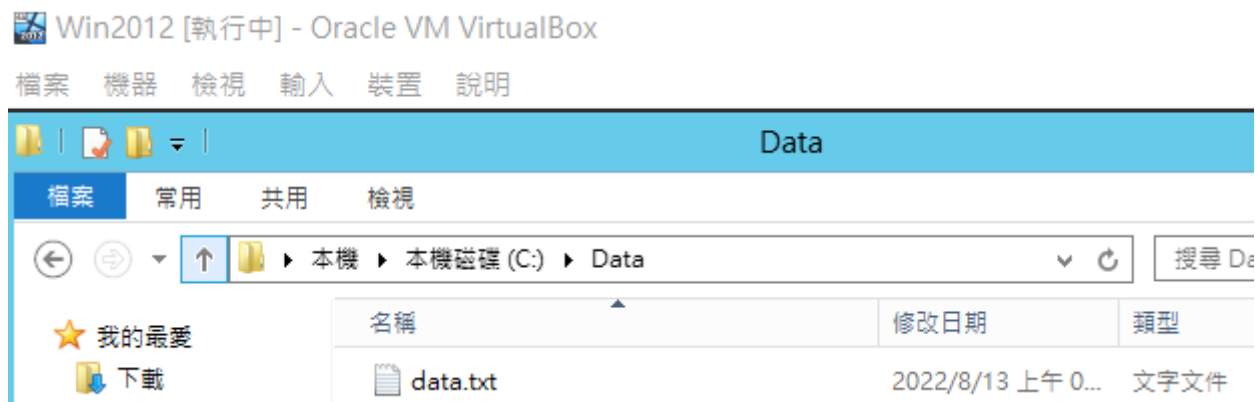 Win2012 [執行中] - Oracle VM VirtualBox
檔案 機器 檢視 輸入 裝置 說明
Data
檔案 常用 共用 檢視
本機 本機磁碟 (C:) Data 搜尋 Da
名稱 修改日期 類型
我的最愛
下載
data.txt 2022/8/13 上午 0... 文字文件